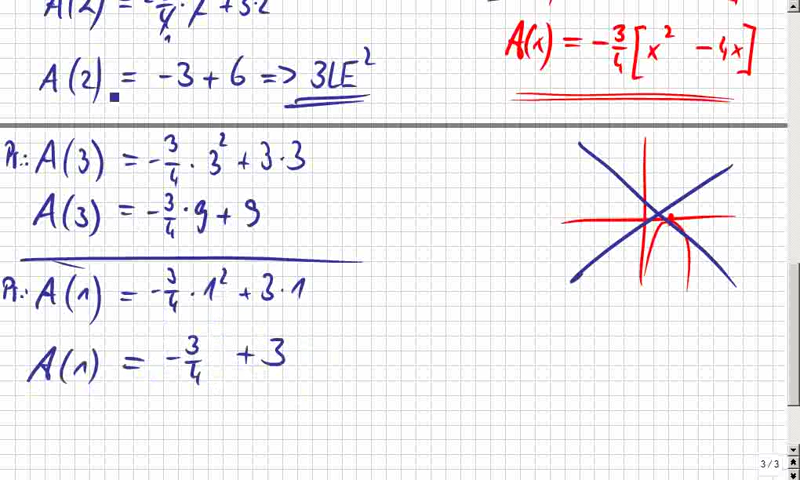 A(2) =
A(x) = -3/4 [x² - 4x]
A(2) = -3 + 6 => 3LE²
A(3) = -3/4 · 3² + 3·3
A(3) = -3/4 · 9 + 9
A(1) = -3/4 · 1² + 3·1
A(1) = -3/4 + 3
3/3